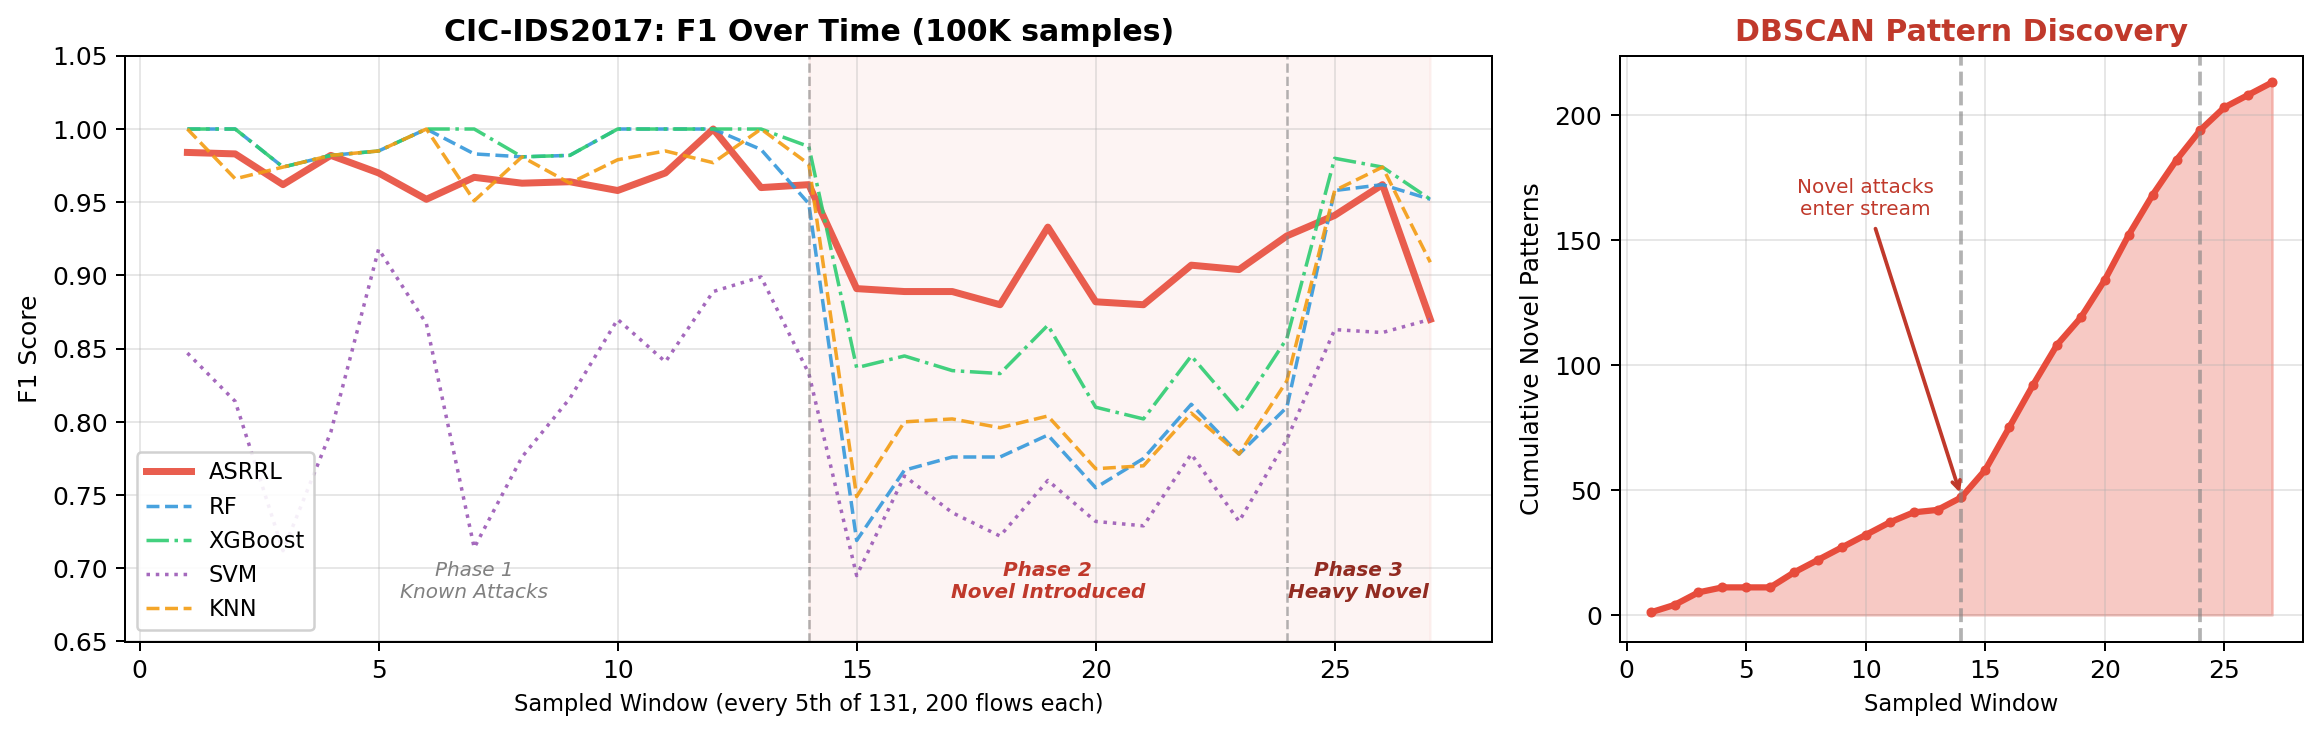 CIC-IDS2017: F1 Over Time (100K samples)
F1 Score
1.05
1.00
0.95
0.90
0.85
0.80
0.75
0.70
0.65
ASRRL
RF
XGBoost
SVM
KNN
Phase 1
Known Attacks
Phase 2
Novel Introduced
Phase 3
Heavy Novel
0 5 10 15 20 25
Sampled Window (every 5th of 131, 200 flows each)
DBSCAN Pattern Discovery
Cumulative Novel Patterns
200
150
100
50
0
Novel attacks
enter stream
0 5 10 15 20 25
Sampled Window